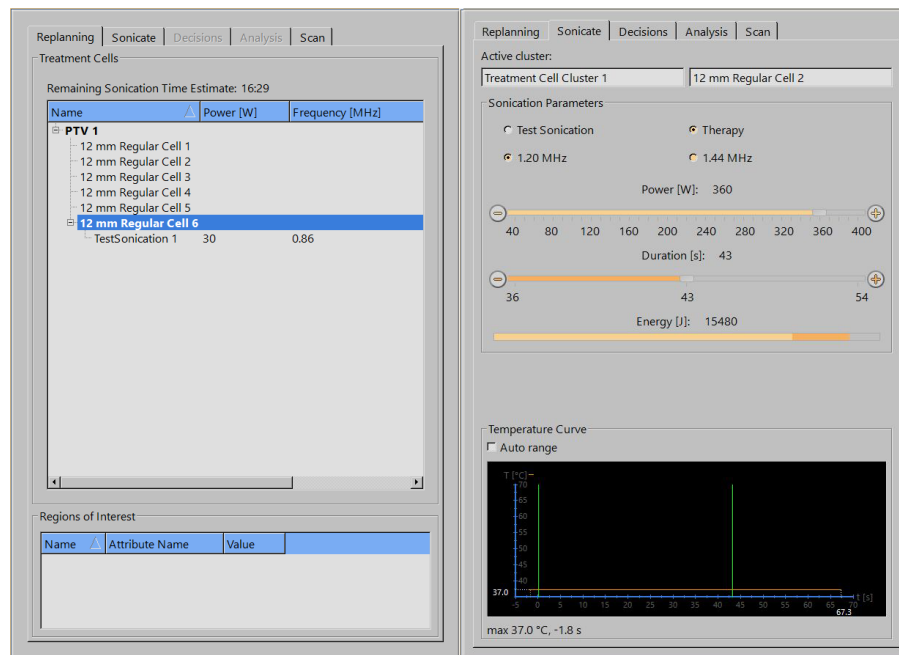 Replanning Sonicate Decisions Analysis Scan
Treatment Cells
Remaining Sonication Time Estimate: 16:29
Name Power [W] Frequency [MHz]
PTV 1
12 mm Regular Cell 1
12 mm Regular Cell 2
12 mm Regular Cell 3
12 mm Regular Cell 4
12 mm Regular Cell 5
12 mm Regular Cell 6
TestSonication 1 30 0.86
Regions of Interest
Name Attribute Name Value
Replanning Sonicate Decisions Analysis Scan
Active cluster:
Treatment Cell Cluster 1 12 mm Regular Cell 2
Sonication Parameters
Test Sonication Therapy
1.20 MHz 1.44 MHz
Power [W]: 360
40 80 120 160 200 240 280 320 360 400
Duration [s]: 43
36 43 54
Energy [J]: 15480
Temperature Curve
Auto range
T [°C]
70
65
60
55
50
45
40
37.0
-5 0 5 10 15 20 25 30 35 40 45 50 55 60 65 70 t [s]
67.3
max 37.0 °C, -1.8 s